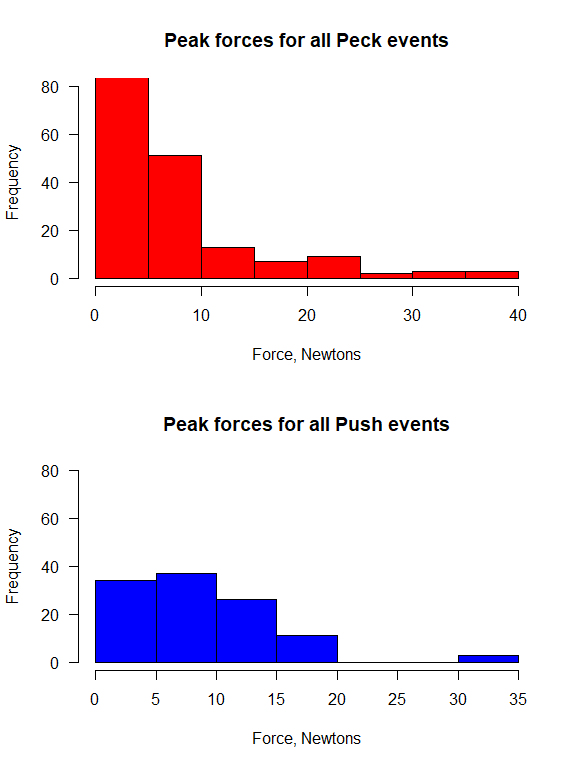 Peak forces for all Peck events
80
60
40
20
0
Frequency
0 10 20 30 40
Force, Newtons
Peak forces for all Push events
80
60
40
20
0
Frequency
0 5 10 15 20 25 30 35
Force, Newtons